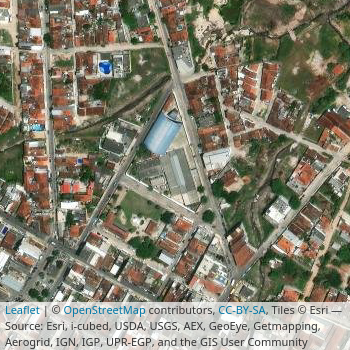 Leaflet | © OpenStreetMap contributors, CC-BY-SA, Tiles © Esri —
Source: Esri, i-cubed, USDA, USGS, AEX, GeoEye, Getmapping,
Aerogrid, IGN, IGP, UPR-EGP, and the GIS User Community